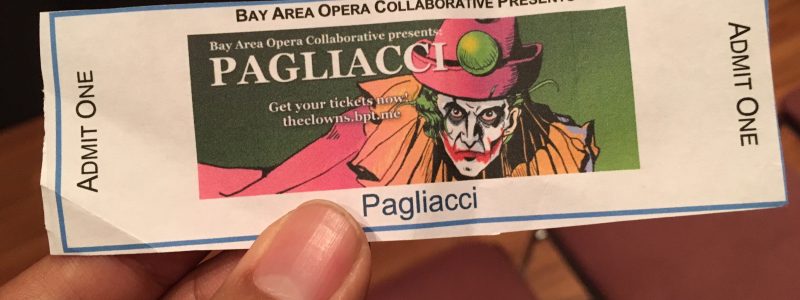 BAY AREA OPERA COLLABORATIVE PRESENTS
Bay Area Opera Collaborative presents:
PAGLIACCI
Get your tickets now!
theclowns.bpt.me
ADMIT ONE
ADMIT ONE
Pagliacci